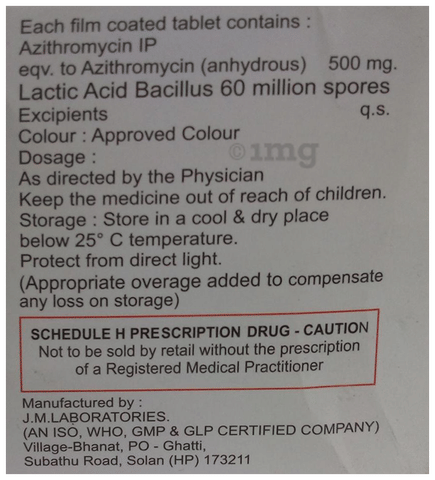 Each film coated tablet contains :
Azithromycin IP
eqv. to Azithromycin (anhydrous) 500 mg.
Lactic Acid Bacillus 60 million spores
Excipients q.s.
Colour : Approved Colour
Dosage :
©1mg
As directed by the Physician
Keep the medicine out of reach of children.
Storage : Store in a cool & dry place
below 25° C temperature.
Protect from direct light.
(Appropriate overage added to compensate
any loss on storage)
SCHEDULE H PRESCRIPTION DRUG - CAUTION
Not to be sold by retail without the prescription
of a Registered Medical Practitioner
Manufactured by :
J.M.LABORATORIES.
(AN ISO, WHO, GMP & GLP CERTIFIED COMPANY)
Village-Bhanat, PO - Ghatti,
Subathu Road, Solan (HP) 173211